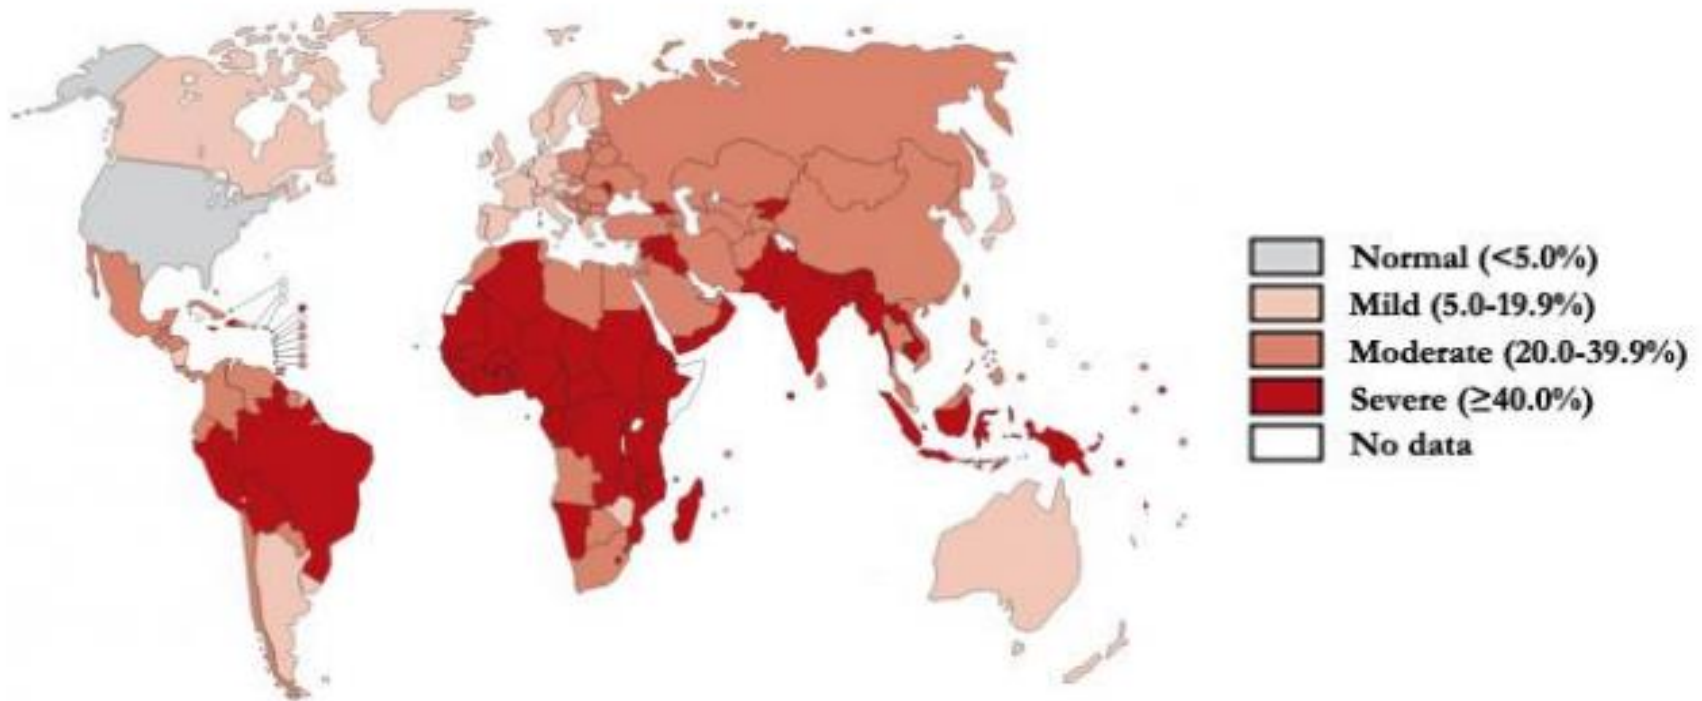 Normal (<5.0%)
Mild (5.0-19.9%)
Moderate (20.0-39.9%)
Severe (≥40.0%)
No data